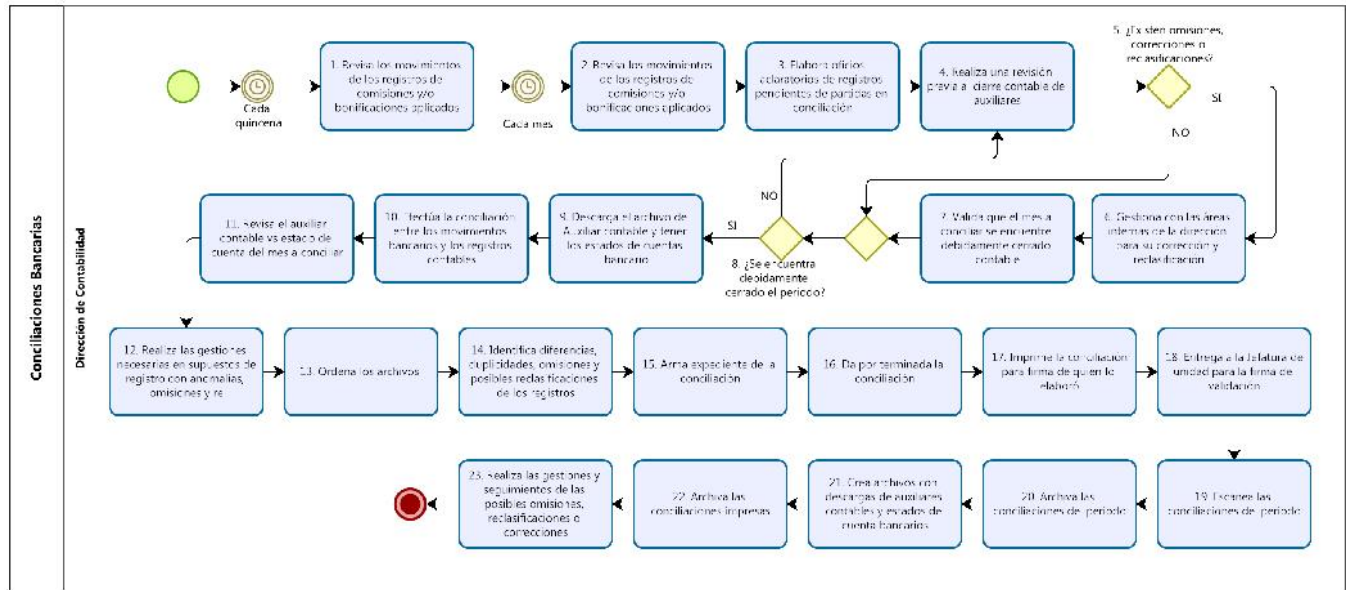 Conciliaciones Bancarias
Dirección de Contabilidad
Cada
quincena
1. Revisa los movimientos
de los registros de
comisiones y/o
bonificaciones aplicados
Cada mes
2. Revisa los movimientos
de los registros de
comisiones y/o
bonificaciones aplicados
3. Elabora oficios
aclaratorios de registros
pendientes de partidas en
conciliación
4. Realiza una revisión
previa al cierre contable de
auxiliares
5. ¿Existen omisiones,
correcciones o
reclasificaciones?
SI
NO
6. Gestiona con las áreas
internas de la dirección
para su corrección y
reclasificación
7. Valida que el mes a
conciliar se encuentre
debidamente cerrado
contable
8. ¿Se encuentra
debidamente
cerrado el periodo?
NO
SI
9. Descarga el archivo de
Auxiliar contable y tener
los estados de cuentas
bancario
10. Efectúa la conciliación
entre los movimientos
bancarios y los registros
contables
11. Revisa el auxiliar
contable vs estado de
cuenta del mes a conciliar
12. Realiza las gestiones
necesarias en supuestos de
registro con anomalías,
omisiones y re
13. Ordena los archivos
14. Identifica diferencias,
duplicidades, omisiones y
posibles reclasificaciones
de los registros
15. Arma expediente de la
conciliación
16. Da por terminada la
conciliación
17. Imprime la conciliación
para firma de quien lo
elaboró
18. Entrega a la Jefatura de
unidad para la firma de
validación
19. Escanea las
conciliaciones del periodo
20. Archiva las
conciliaciones del periodo
21. Crea archivos con
descargas de auxiliares
contables y estados de
cuenta bancarios
22. Archiva las
conciliaciones impresas
23. Realiza las gestiones y
seguimientos de las
posibles omisiones,
reclasificaciones o
correcciones